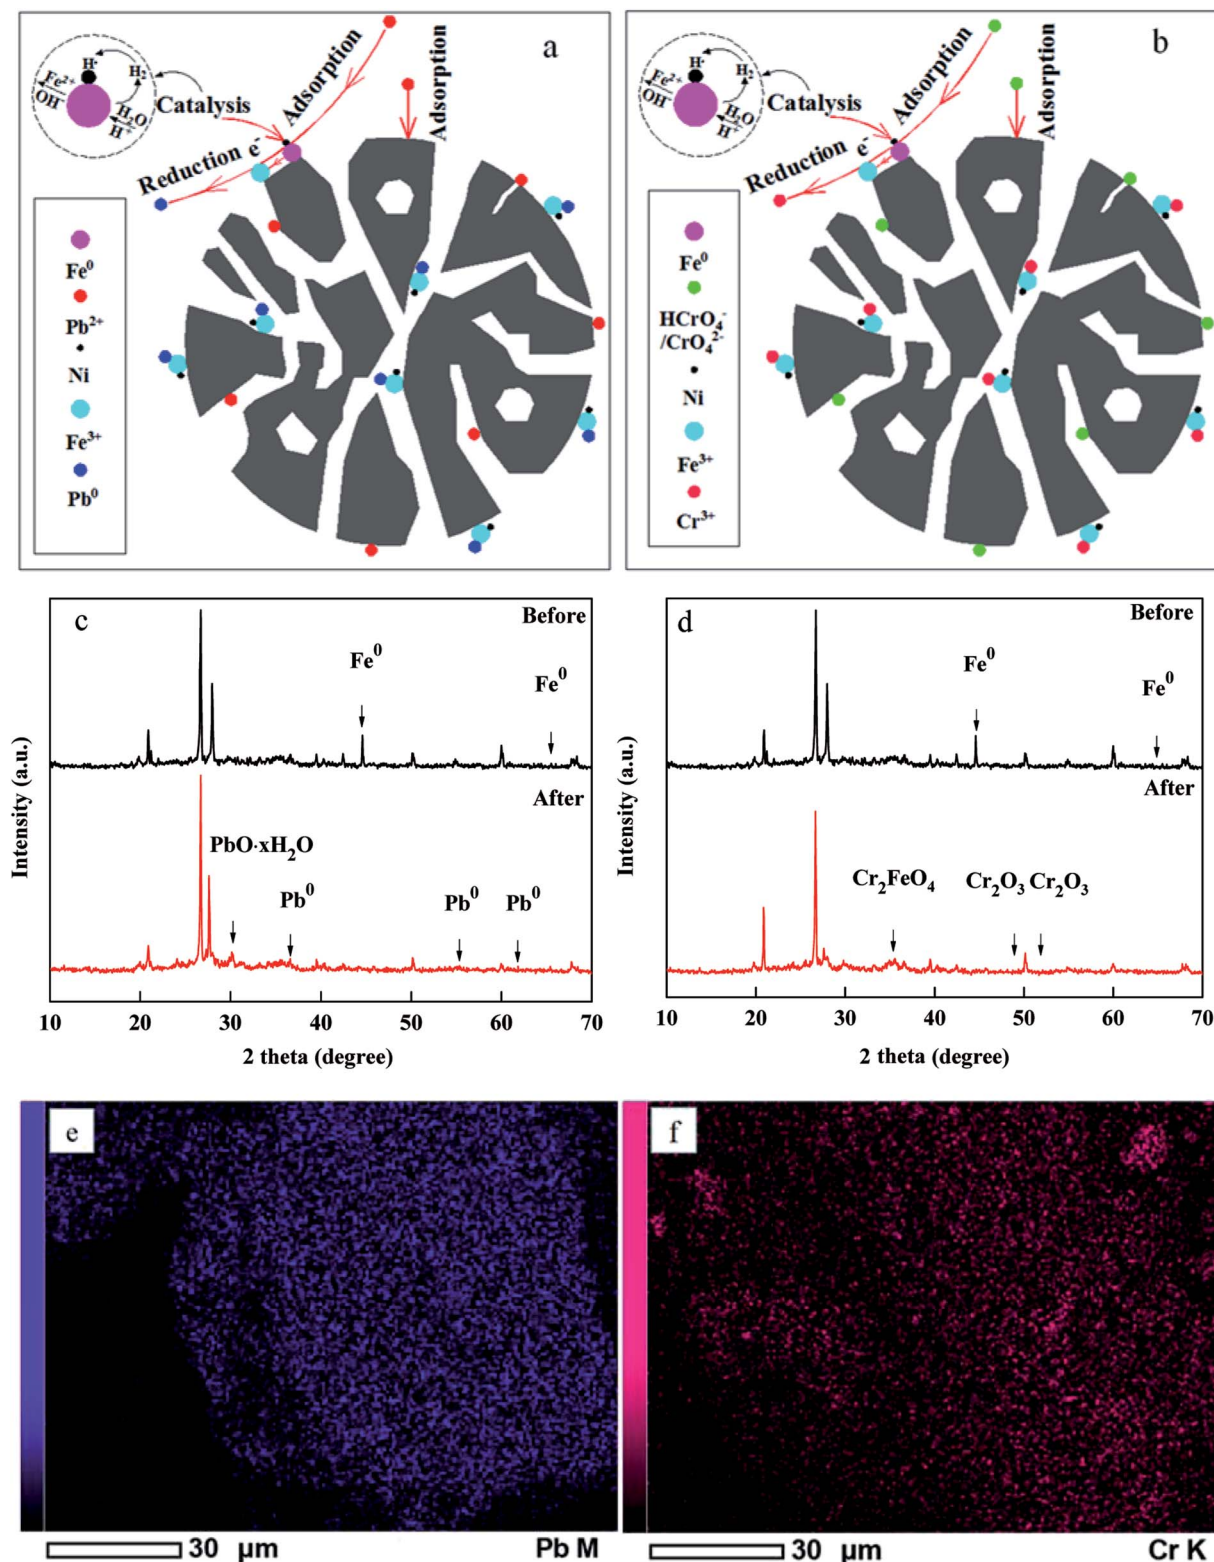 a
H·
H₂
Fe²⁺
OH⁻
H₂O
H⁺
Catalysis
Adsorption
Adsorption
Reduction
e⁻
Fe⁰
Pb²⁺
Ni
Fe³⁺
Pb⁰
b
H·
H₂
Fe²⁺
OH⁻
H₂O
H⁺
Catalysis
Adsorption
Adsorption
Reduction
e⁻
Fe⁰
HCrO₄⁻
/CrO₄²⁻
Ni
Fe³⁺
Cr³⁺
c
Before
Fe⁰
Fe⁰
After
PbO·xH₂O
Pb⁰
Pb⁰
Pb⁰
Intensity (a.u.)
10 20 30 40 50 60 70
2 theta (degree)
d
Before
Fe⁰
Fe⁰
After
Cr₂FeO₄
Cr₂O₃ Cr₂O₃
Intensity (a.u.)
10 20 30 40 50 60 70
2 theta (degree)
e
30 μm
Pb M
f
30 μm
Cr K